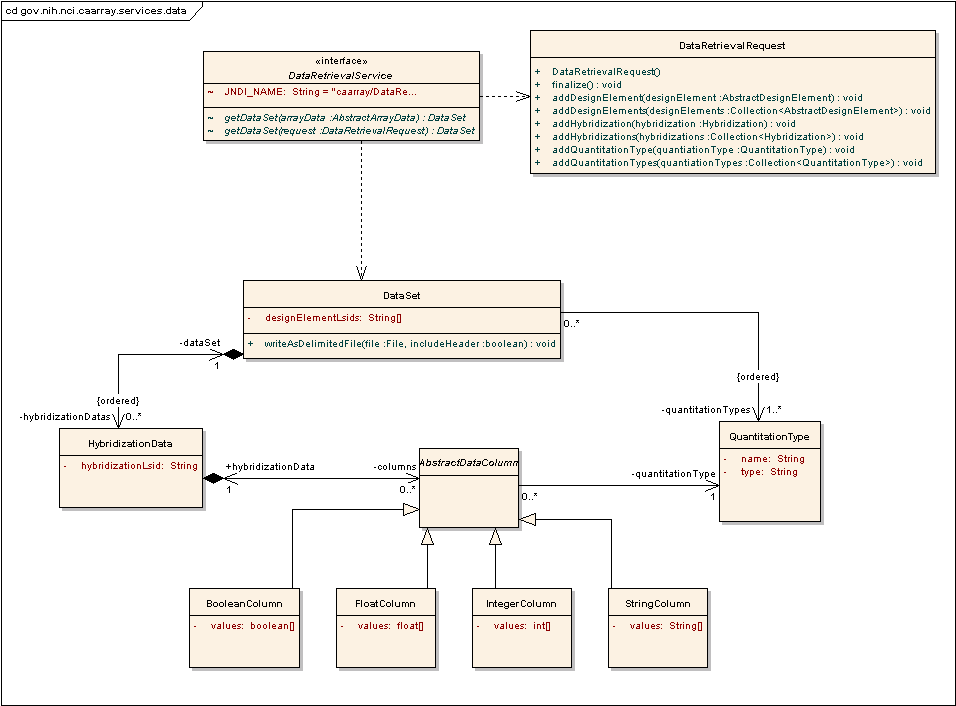 cd gov.nih.nci.caarray.services.data
«interface»
DataRetrievalService
~ JNDI_NAME: String = "caarray/DataRe...
~ getDataSet(arrayData :AbstractArrayData) : DataSet
~ getDataSet(request :DataRetrievalRequest) : DataSet
DataRetrievalRequest
+ DataRetrievalRequest()
+ finalize() : void
+ addDesignElement(designElement :AbstractDesignElement) : void
+ addDesignElements(designElements :Collection<AbstractDesignElement>) : void
+ addHybridization(hybridization :Hybridization) : void
+ addHybridizations(hybridizations :Collection<Hybridization>) : void
+ addQuantitationType(quantiationType :QuantitationType) : void
+ addQuantitationTypes(quantiationTypes :Collection<QuantitationType>) : void
DataSet
- designElementLsids: String[]
+ writeAsDelimitedFile(file :File, includeHeader :boolean) : void
0..*
-dataSet
1
{ordered}
-hybridizationDatas
0..*
{ordered}
-quantitationTypes
1..*
HybridizationData
- hybridizationLsid: String
+hybridizationData
1
-columns
0..*
AbstractDataColumn
0..*
-quantitationType
1
QuantitationType
- name: String
- type: String
BooleanColumn
- values: boolean[]
FloatColumn
- values: float[]
IntegerColumn
- values: int[]
StringColumn
- values: String[]